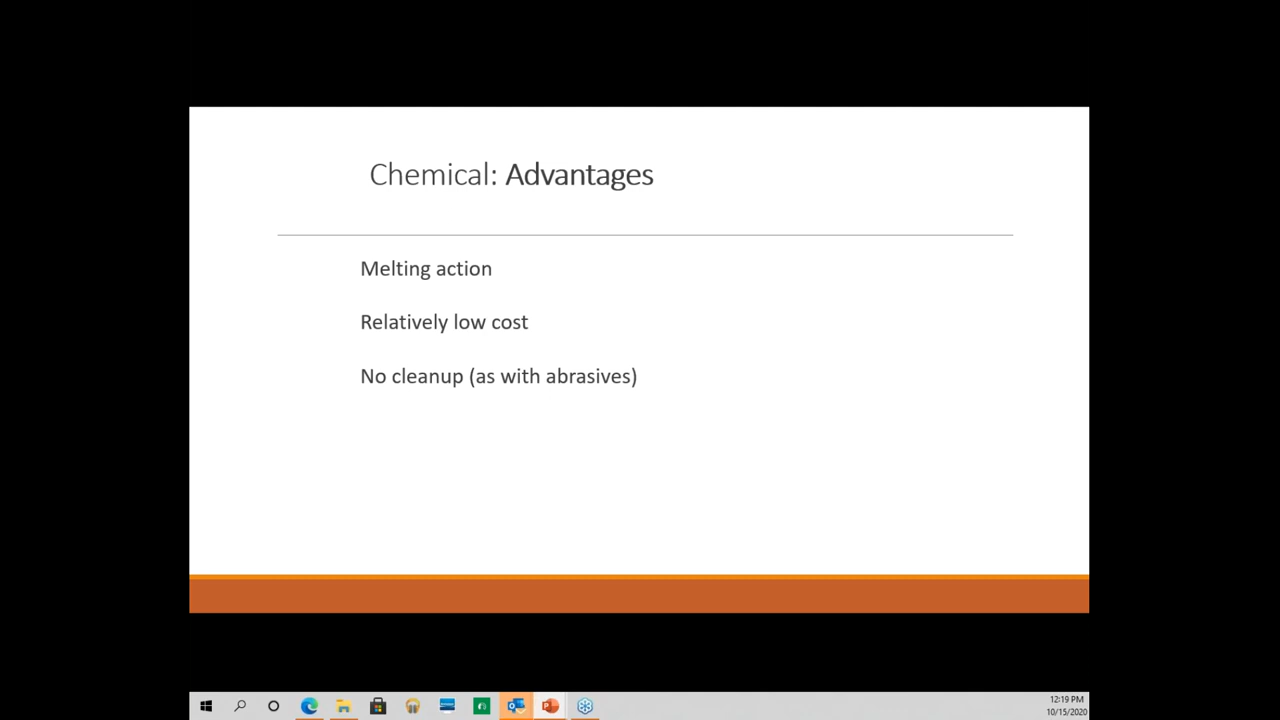 Chemical: Advantages
Melting action
Relatively low cost
No cleanup (as with abrasives)
12:19 PM
10/15/2020